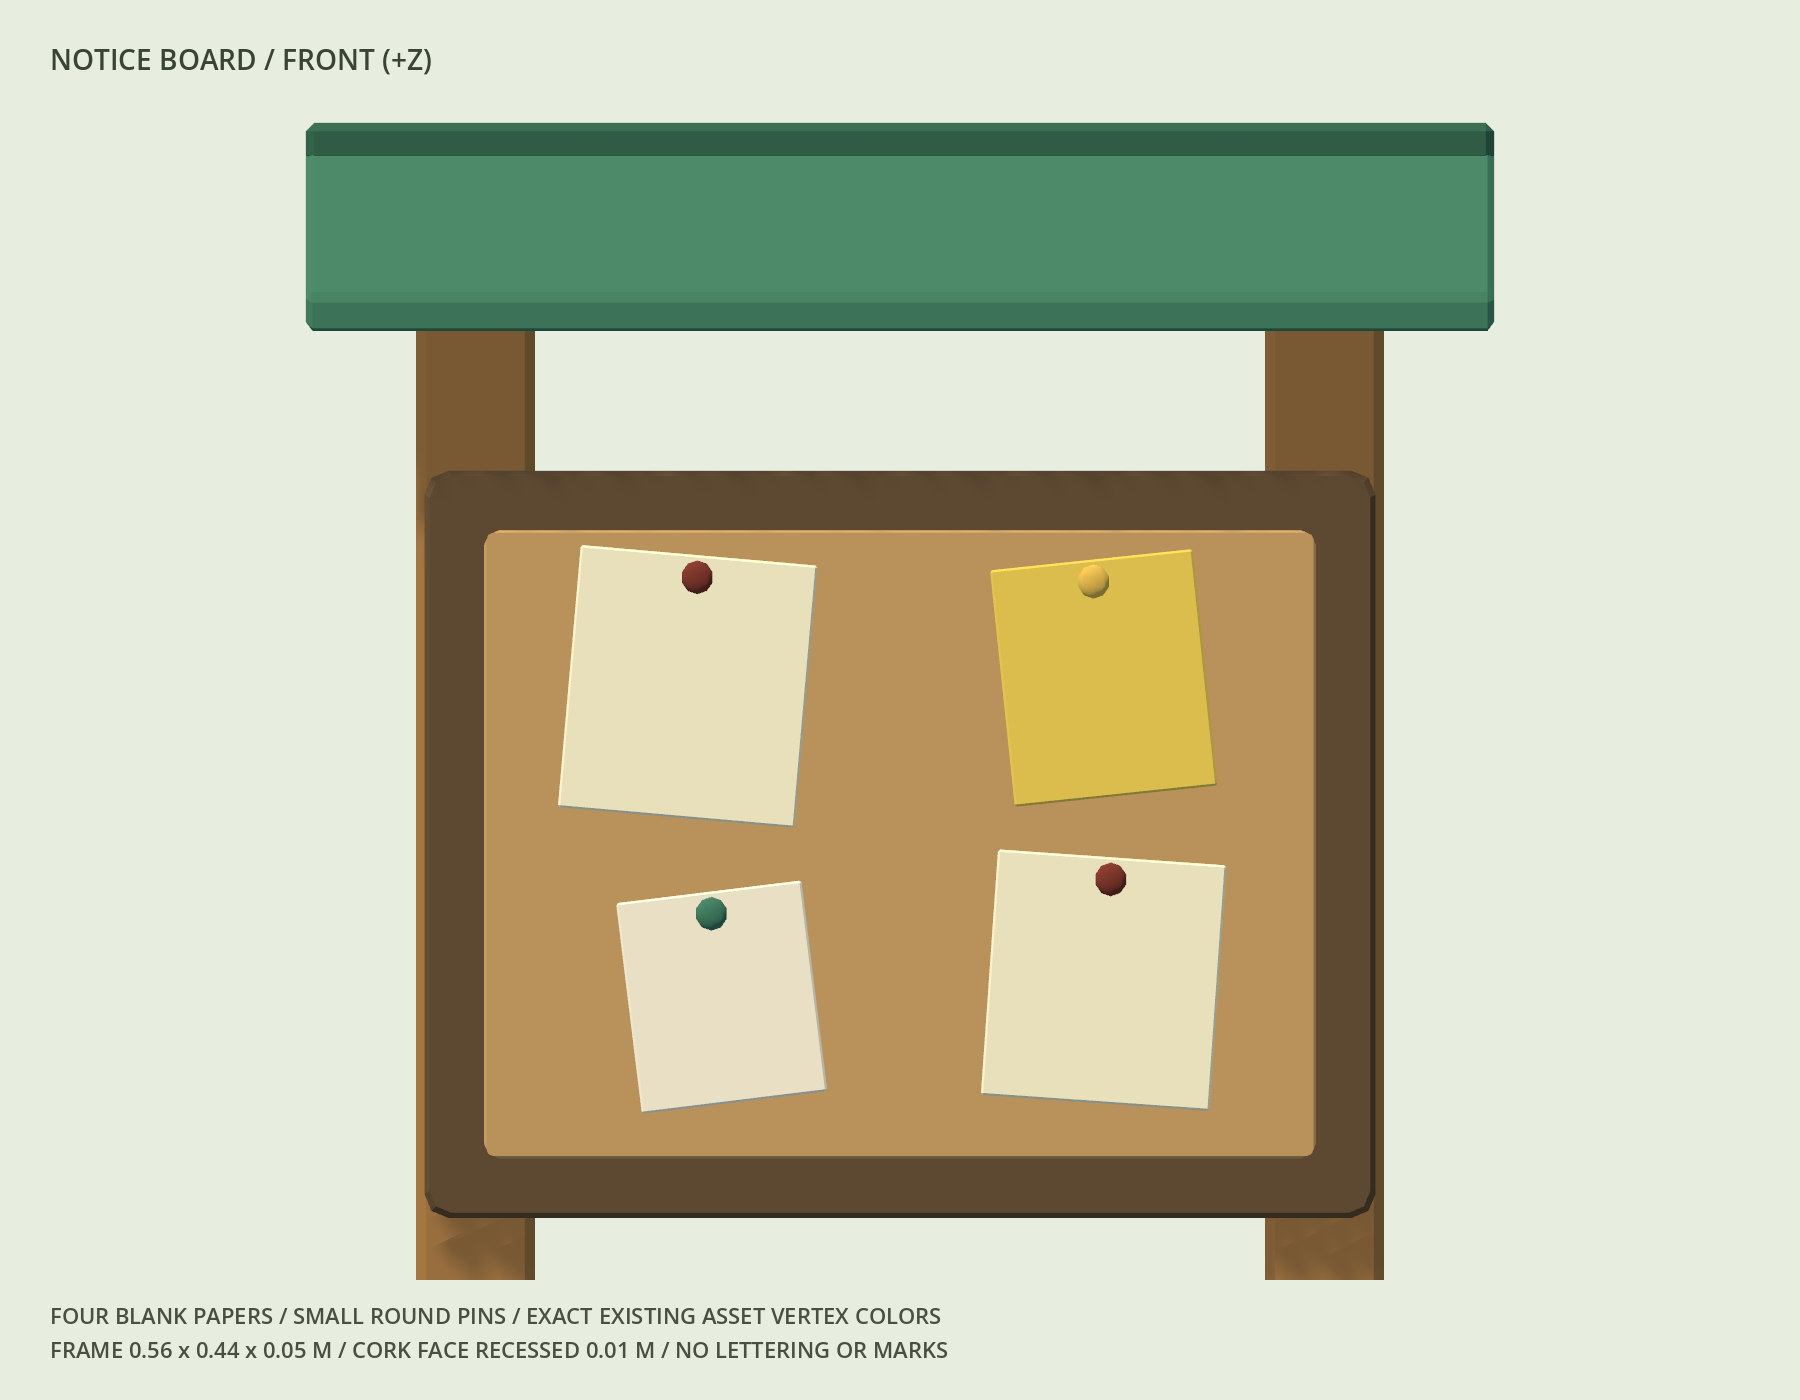 NOTICE BOARD / FRONT (+Z)
FOUR BLANK PAPERS / SMALL ROUND PINS / EXACT EXISTING ASSET VERTEX COLORS
FRAME 0.56 x 0.44 x 0.05 M / CORK FACE RECESSED 0.01 M / NO LETTERING OR MARKS